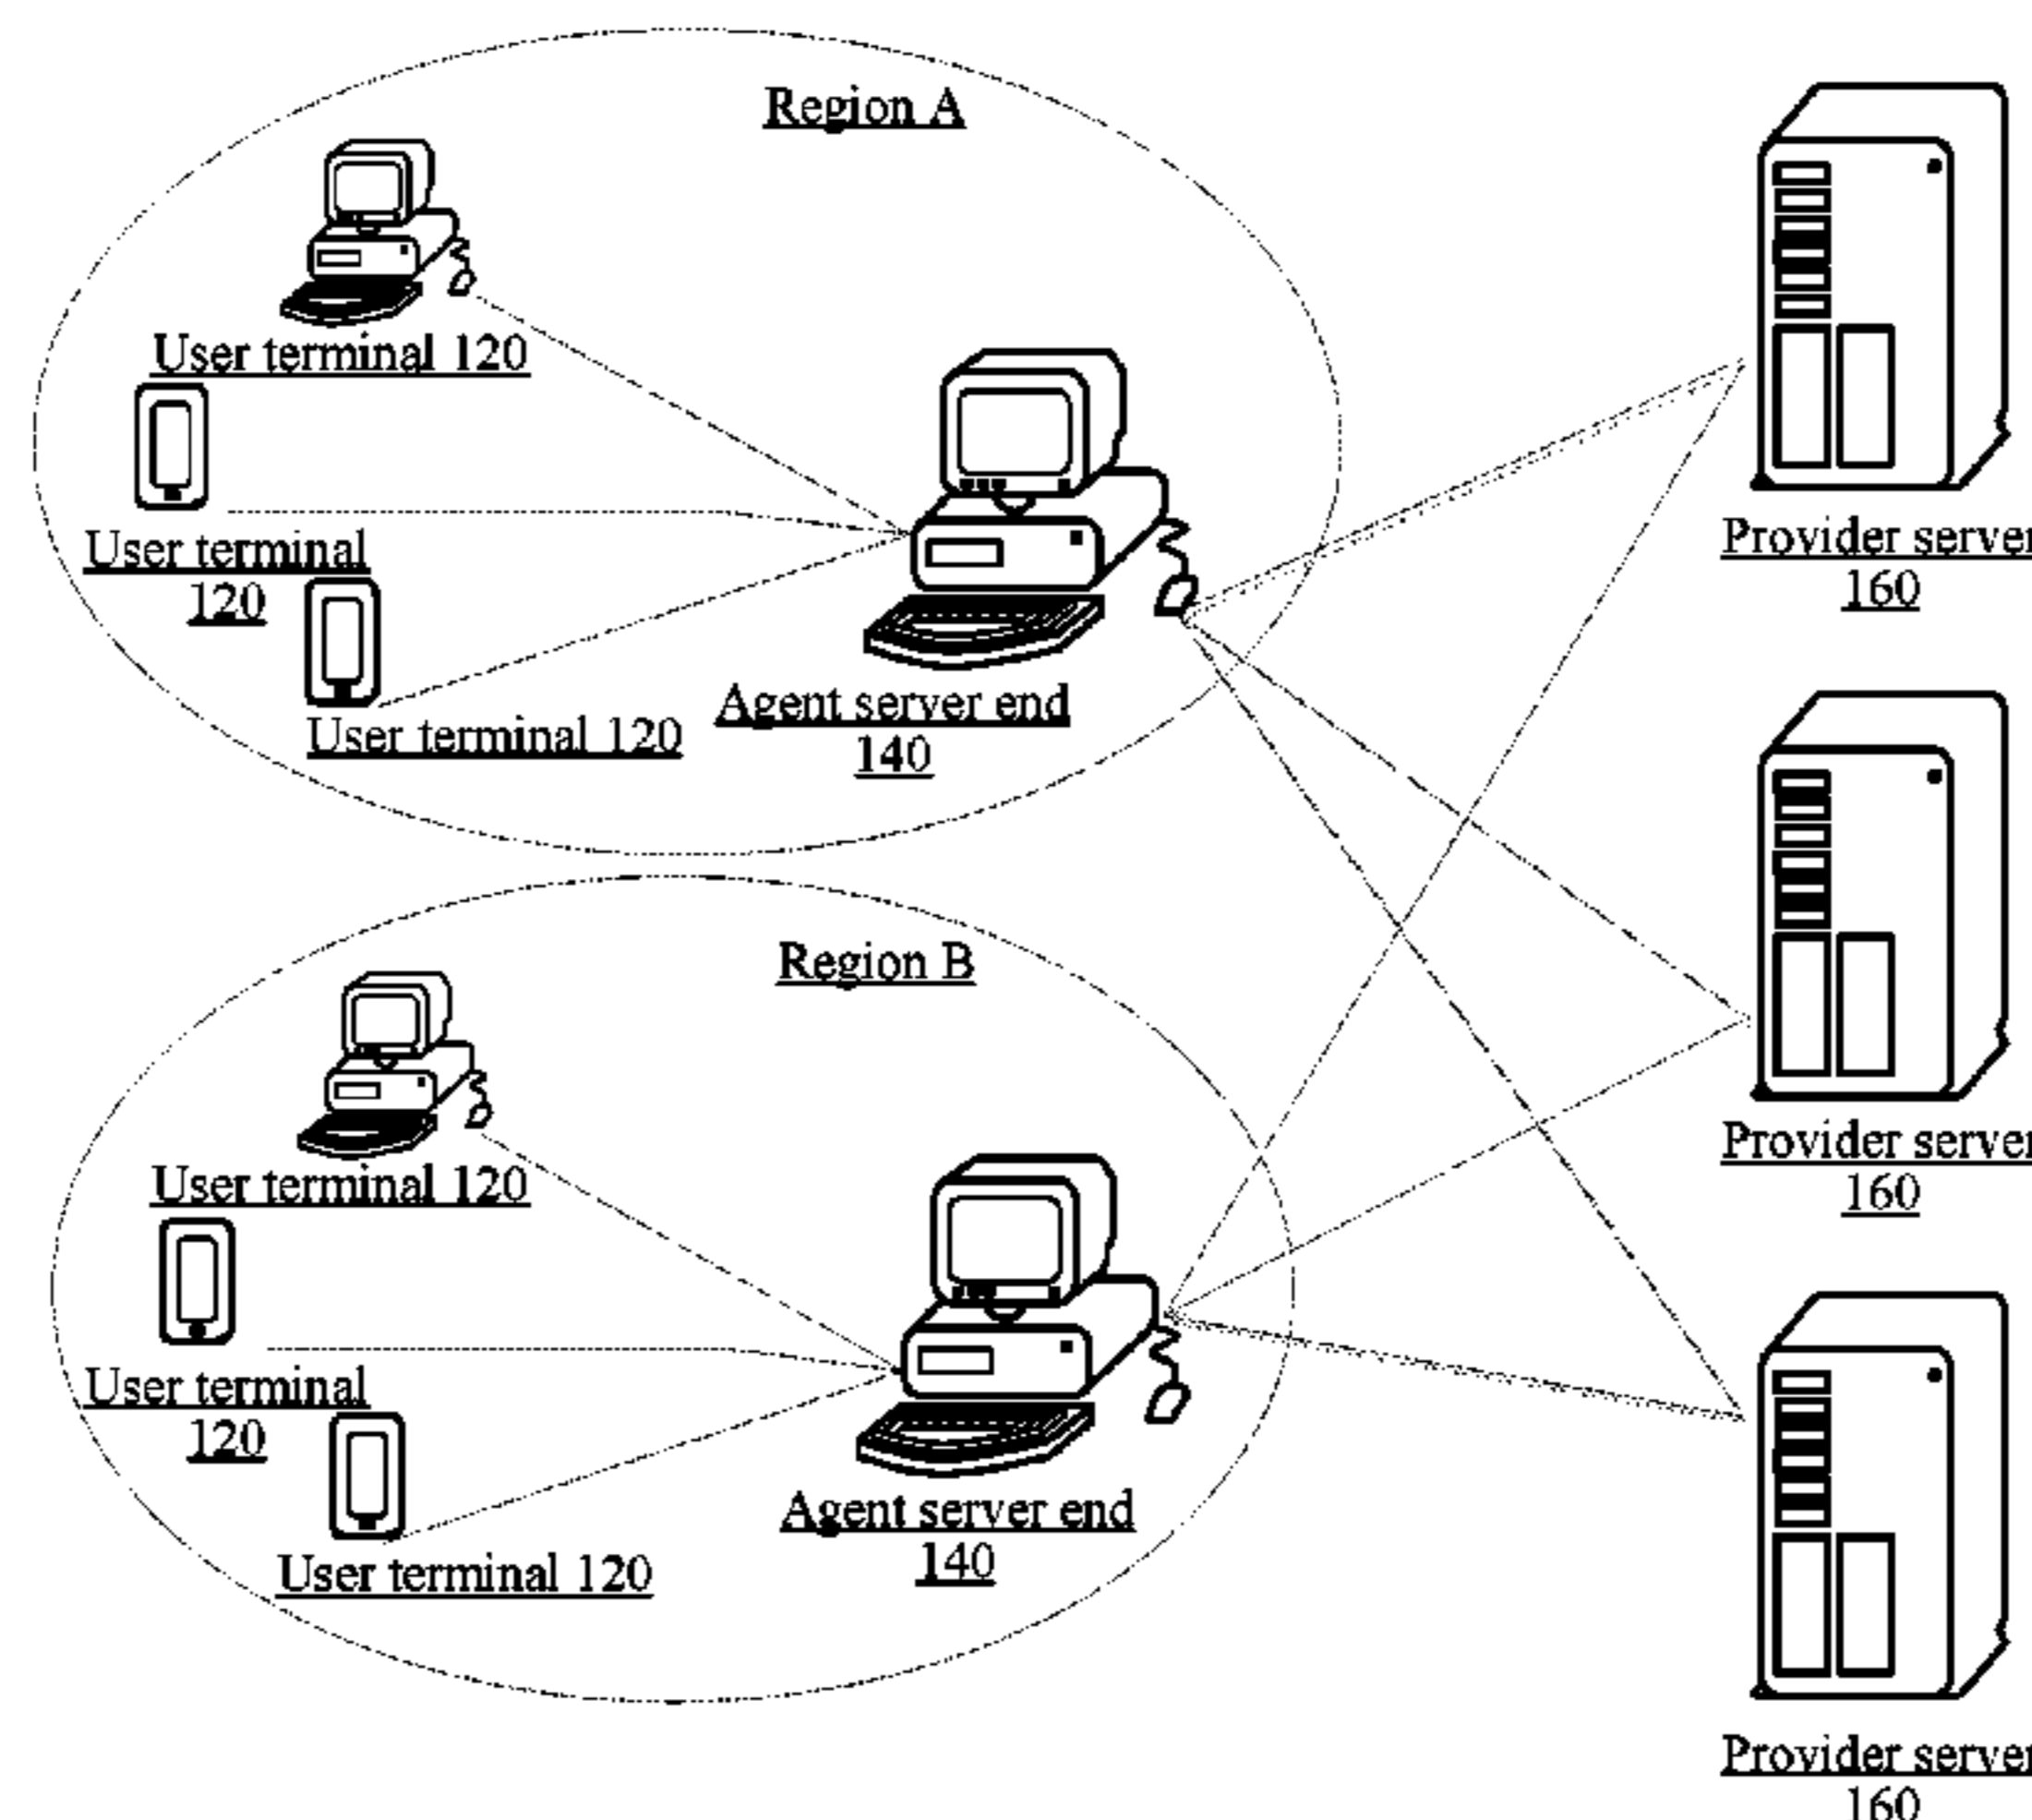 Region A
User terminal 120
User terminal
120
User terminal 120
Agent server end
140
Provider server
160
Region B
User terminal 120
User terminal
120
User terminal 120
Agent server end
140
Provider server
160
Provider server
160